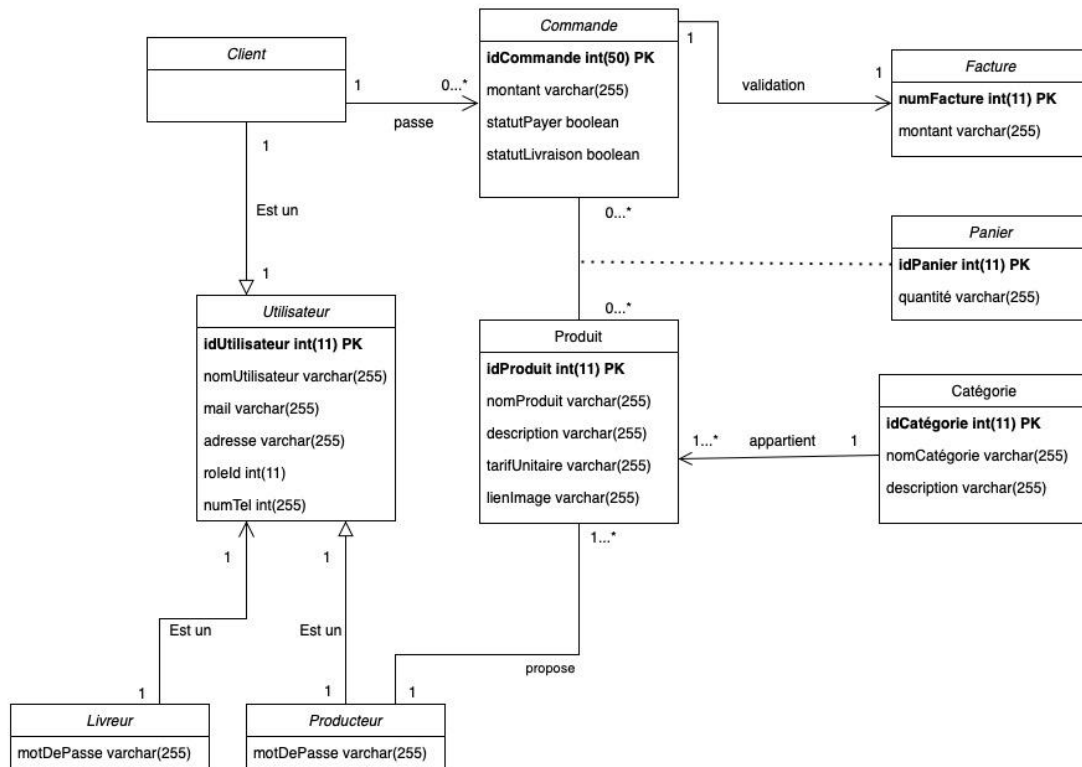 Client
1
0...*
passe
1
Est un
1
Commande
idCommande int(50) PK
montant varchar(255)
statutPayer boolean
statutLivraison boolean
1
validation
1
Facture
numFacture int(11) PK
montant varchar(255)
0...*
0...*
Panier
idPanier int(11) PK
quantité varchar(255)
Utilisateur
idUtilisateur int(11) PK
nomUtilisateur varchar(255)
mail varchar(255)
adresse varchar(255)
roleId int(11)
numTel int(255)
Produit
idProduit int(11) PK
nomProduit varchar(255)
description varchar(255)
tarifUnitaire varchar(255)
lienImage varchar(255)
1...*
appartient
1
Catégorie
idCatégorie int(11) PK
nomCatégorie varchar(255)
description varchar(255)
1
1
1...*
Est un
Est un
propose
1
1
1
Livreur
motDePasse varchar(255)
Producteur
motDePasse varchar(255)